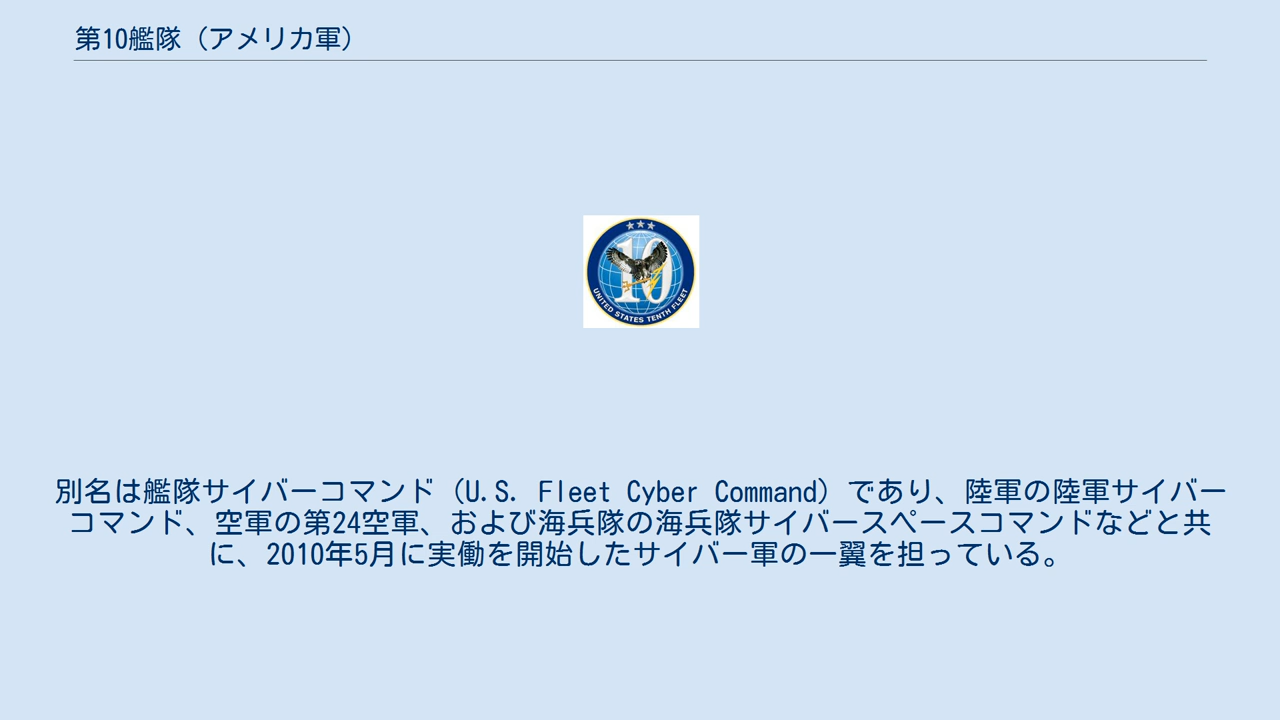 第10艦隊（アメリカ軍）
10
UNITED STATES TENTH FLEET
別名は艦隊サイバーコマンド（U.S. Fleet Cyber Command）であり、陸軍の陸軍サイバー
コマンド、空軍の第24空軍、および海兵隊の海兵隊サイバースペースコマンドなどと共
に、2010年5月に実働を開始したサイバー軍の一翼を担っている。